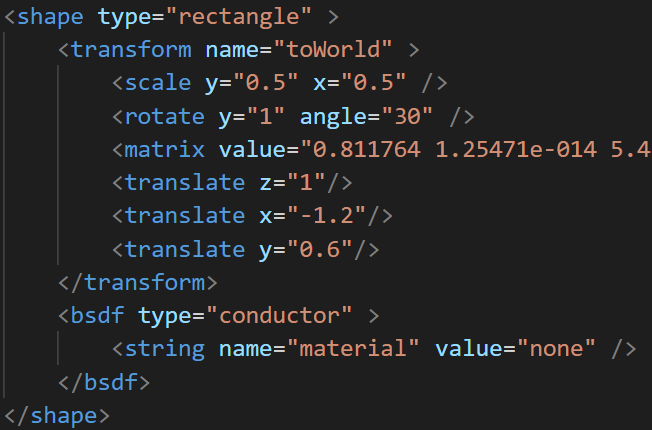 <shape type="rectangle" >
<transform name="toWorld" >
<scale y="0.5" x="0.5" />
<rotate y="1" angle="30" />
<matrix value="0.811764 1.25471e-014 5.4
<translate z="1"/>
<translate x="-1.2"/>
<translate y="0.6"/>
</transform>
<bsdf type="conductor" >
<string name="material" value="none" />
</bsdf>
</shape>